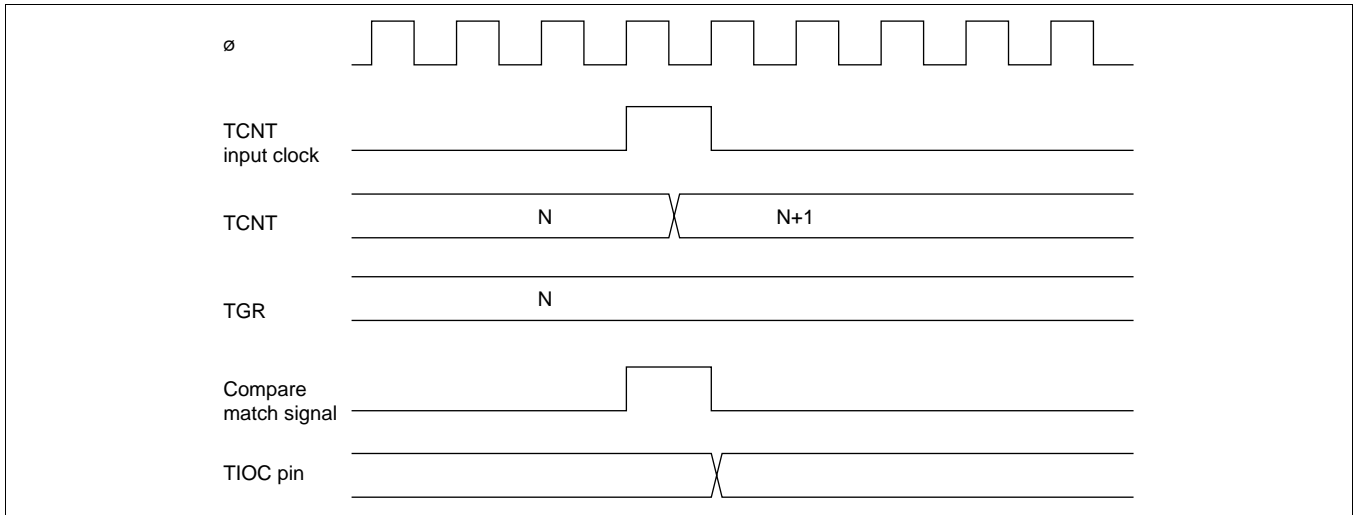 ø
TCNT
input clock
TCNT
N
N+1
TGR
N
Compare
match signal
TIOC pin